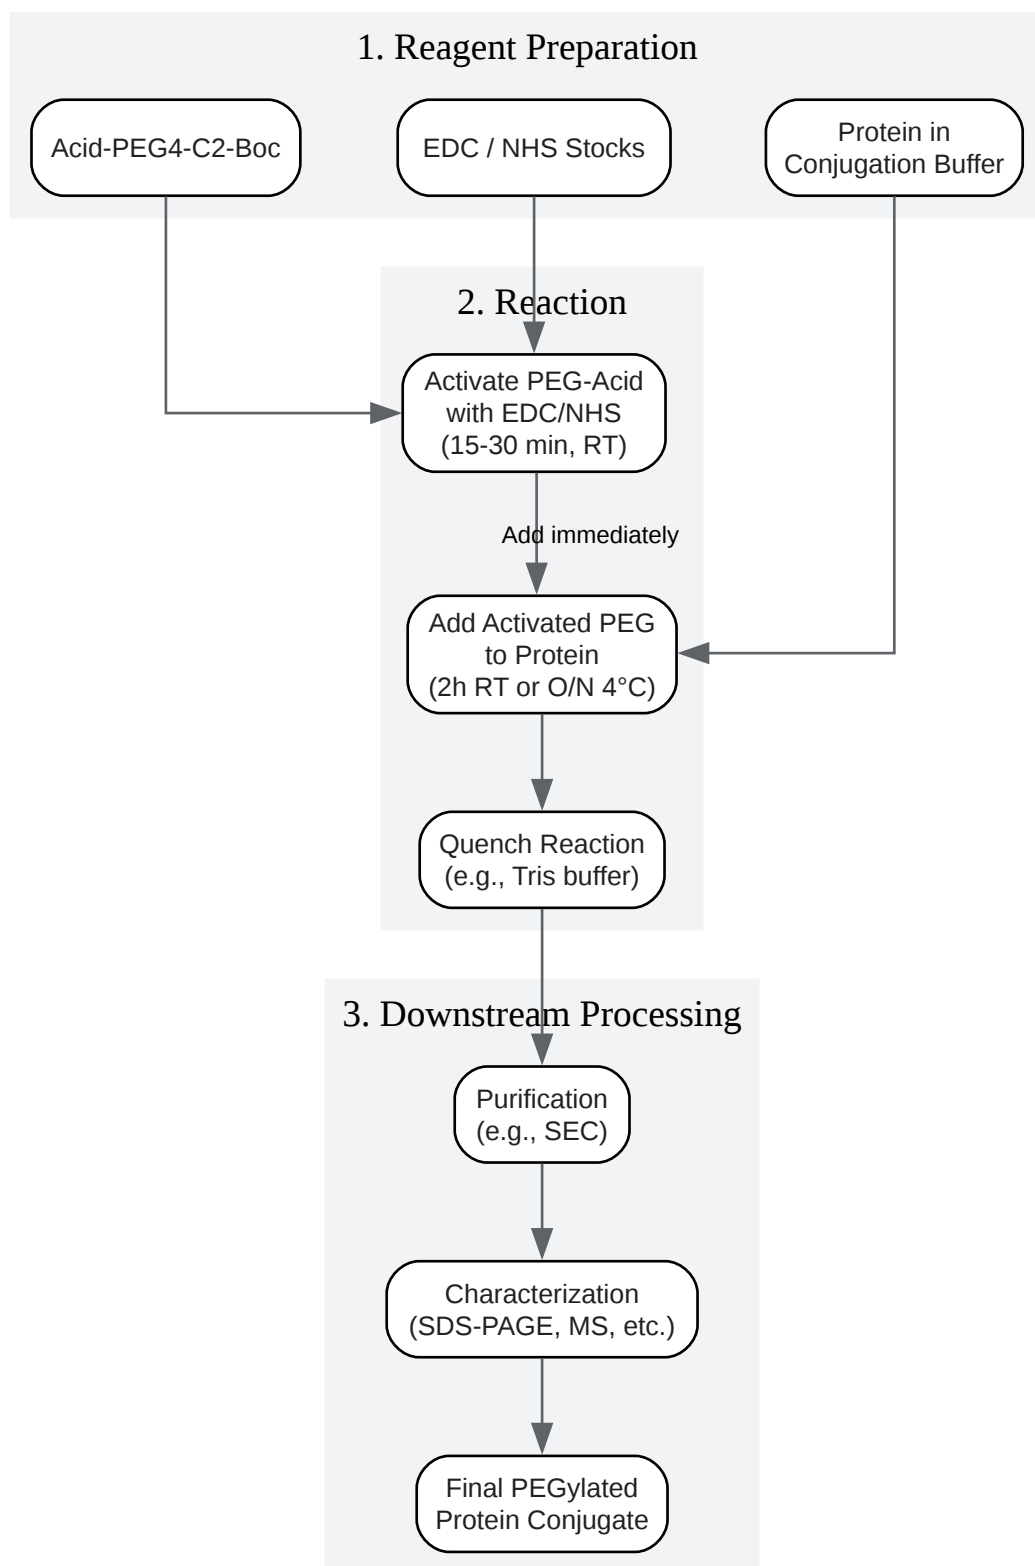 1. Reagent Preparation
Acid-PEG4-C2-Boc
EDC / NHS Stocks
Protein in
Conjugation Buffer
2. Reaction
Activate PEG-Acid
with EDC/NHS
(15-30 min, RT)
Add immediately
Add Activated PEG
to Protein
(2h RT or O/N 4°C)
Quench Reaction
(e.g., Tris buffer)
3. Downstream Processing
Purification
(e.g., SEC)
Characterization
(SDS-PAGE, MS, etc.)
Final PEGylated
Protein Conjugate